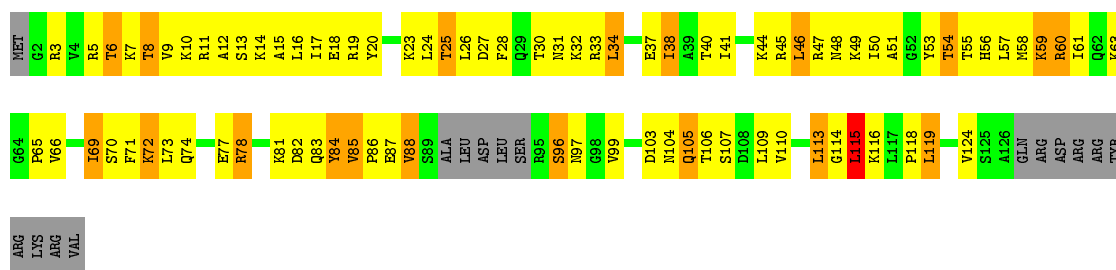 MET G2 R3 V4 R5 T6 K7 T8 V9 K10 R11 A12 S13 K14 A15 L16 I17 E18 R19 Y20 K23 L24 T25 L26 D27 F28 Q29 T30 N31 K32 R33 L34 E37 I38 A39 T40 I41 K44 R45 L46 R47 N48 K49 I50 A51 G52 Y53 T54 T55 H56 L57 M58 K59 R60 I61 Q62 K63
G64 P65 V66 I69 S70 F71 K72 L73 Q74 E77 R78 K81 D82 Q83 Y84 V85 P86 E87 V88 S89 ALA LEU ASP LEU SER R95 S96 N97 G98 V99 D103 N104 Q105 T106 S107 D108 L109 V110 L113 G114 L115 K116 L117 P118 L119 V124 S125 A126 GLN ARG ASP ARG ARG TYR
ARG LYS ARG VAL